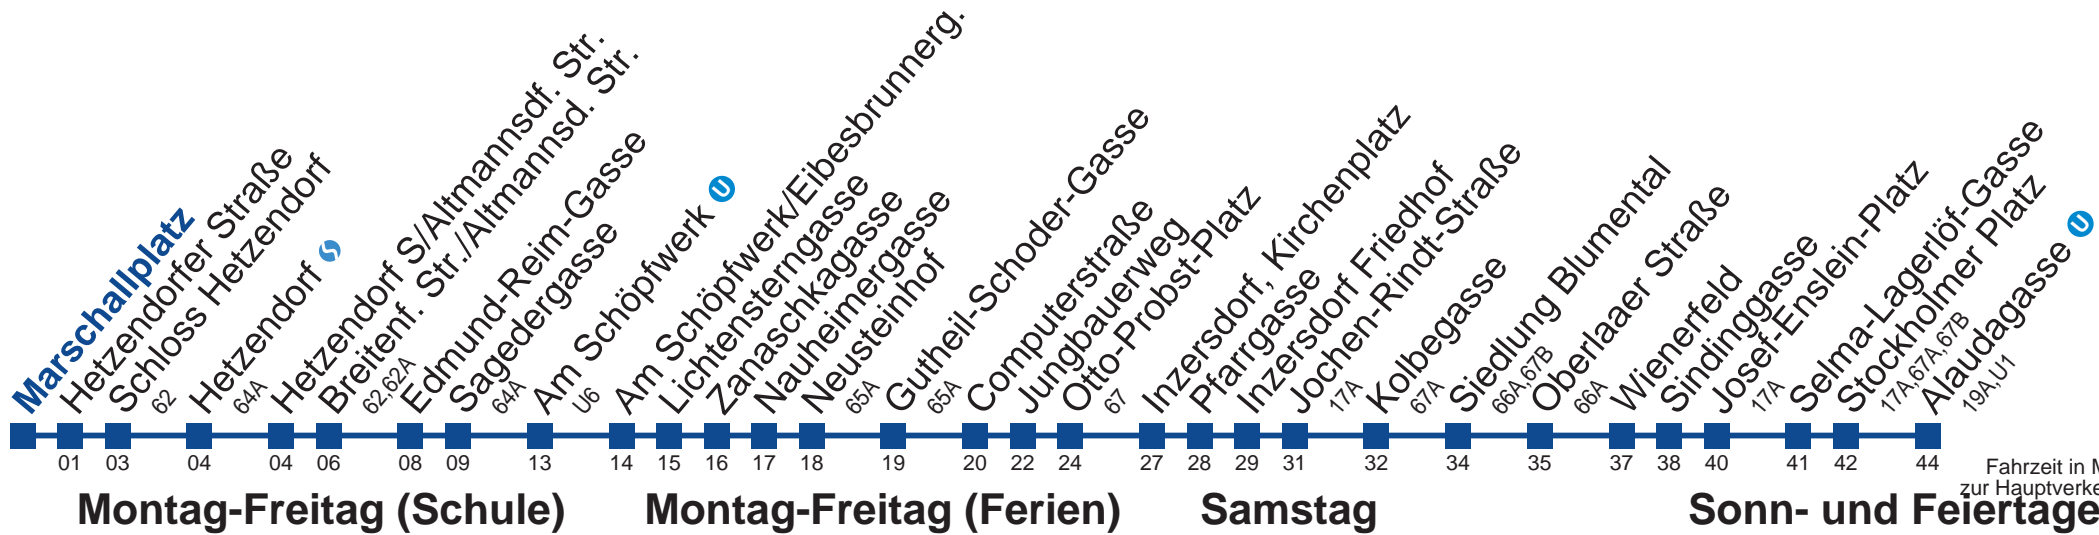 Marschallplatz
Hetzendorfer Straße
Schloss Hetzendorf
62
Hetzendorf
64A
Hetzendorf S/Altmannsdf. Str.
Breitenf. Str./Altmannsd. Str.
62,62A
Edmund-Reim-Gasse
Sagedergasse
64A
Am Schöpfwerk U
U6
Am Schöpfwerk/Eibesbrunnerg.
Lichtensterngasse
Zanaschkagasse
Nauheimergasse
Neusteinhof
65A
Gutheil-Schoder-Gasse
65A
Computerstraße
Jungbauerweg
Otto-Probst-Platz
67
Inzersdorf, Kirchenplatz
Pfarrgasse
Inzersdorf Friedhof
Jochen-Rindt-Straße
17A
Kolbegasse
67A
Siedlung Blumental
66A,67B
Oberlaaer Straße
66A
Wienerfeld
Sindinggasse
Josef-Enslein-Platz
17A
Selma-Lagerlöf-Gasse
Stockholmer Platz
17A,67A,67B
Alaudagasse U
19A,U1
01 03 04 04 06 08 09 13 14 15 16 17 18 19 20 22 24 27 28 29 31 32 34 35 37 38 40 41 42 44
Fahrzeit in M
zur Hauptverke
Montag-Freitag (Schule) Montag-Freitag (Ferien) Samstag Sonn- und Feiertage